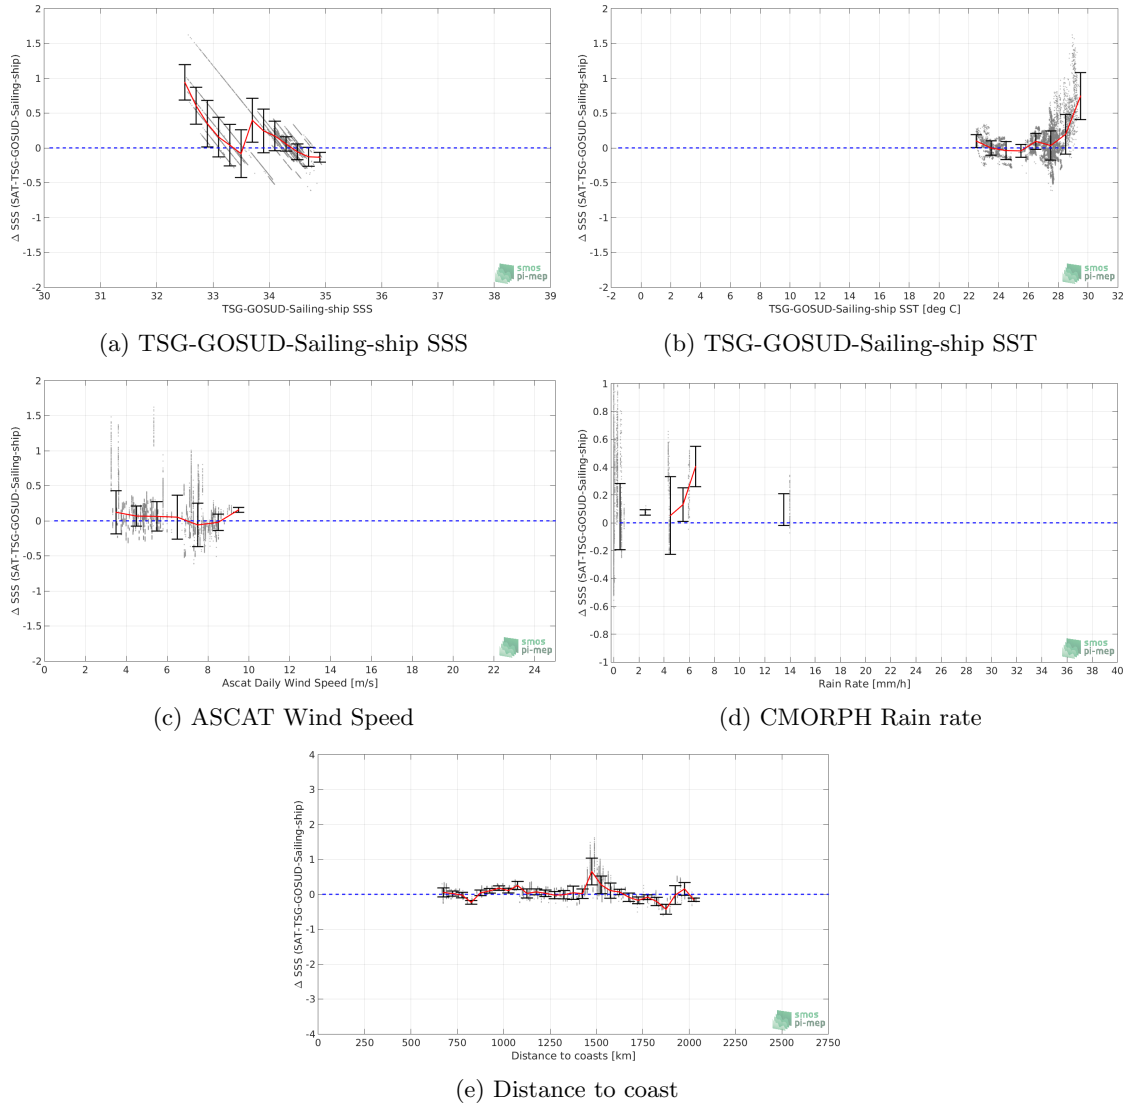 2
1.5
1
0.5
0
-0.5
-1
-1.5
-2
Δ SSS (SAT-TSG-GOSUD-Sailing-ship)
30 31 32 33 34 35 36 37 38 39
TSG-GOSUD-Sailing-ship SSS
smos
pi-mep
(a) TSG-GOSUD-Sailing-ship SSS
2
1.5
1
0.5
0
-0.5
-1
-1.5
-2
Δ SSS (SAT-TSG-GOSUD-Sailing-ship)
-2 0 2 4 6 8 10 12 14 16 18 20 22 24 26 28 30 32
TSG-GOSUD-Sailing-ship SST [deg C]
smos
pi-mep
(b) TSG-GOSUD-Sailing-ship SST
2
1.5
1
0.5
0
-0.5
-1
-1.5
-2
Δ SSS (SAT-TSG-GOSUD-Sailing-ship)
0 2 4 6 8 10 12 14 16 18 20 22 24
Ascat Daily Wind Speed [m/s]
smos
pi-mep
(c) ASCAT Wind Speed
1
0.8
0.6
0.4
0.2
0
-0.2
-0.4
-0.6
-0.8
-1
Δ SSS (SAT-TSG-GOSUD-Sailing-ship)
0 2 4 6 8 10 12 14 16 18 20 22 24 26 28 30 32 34 36 38 40
Rain Rate [mm/h]
smos
pi-mep
(d) CMORPH Rain rate
4
3
2
1
0
-1
-2
-3
-4
Δ SSS (SAT-TSG-GOSUD-Sailing-ship)
0 250 500 750 1000 1250 1500 1750 2000 2250 2500 2750
Distance to coasts [km]
smos
pi-mep
(e) Distance to coast